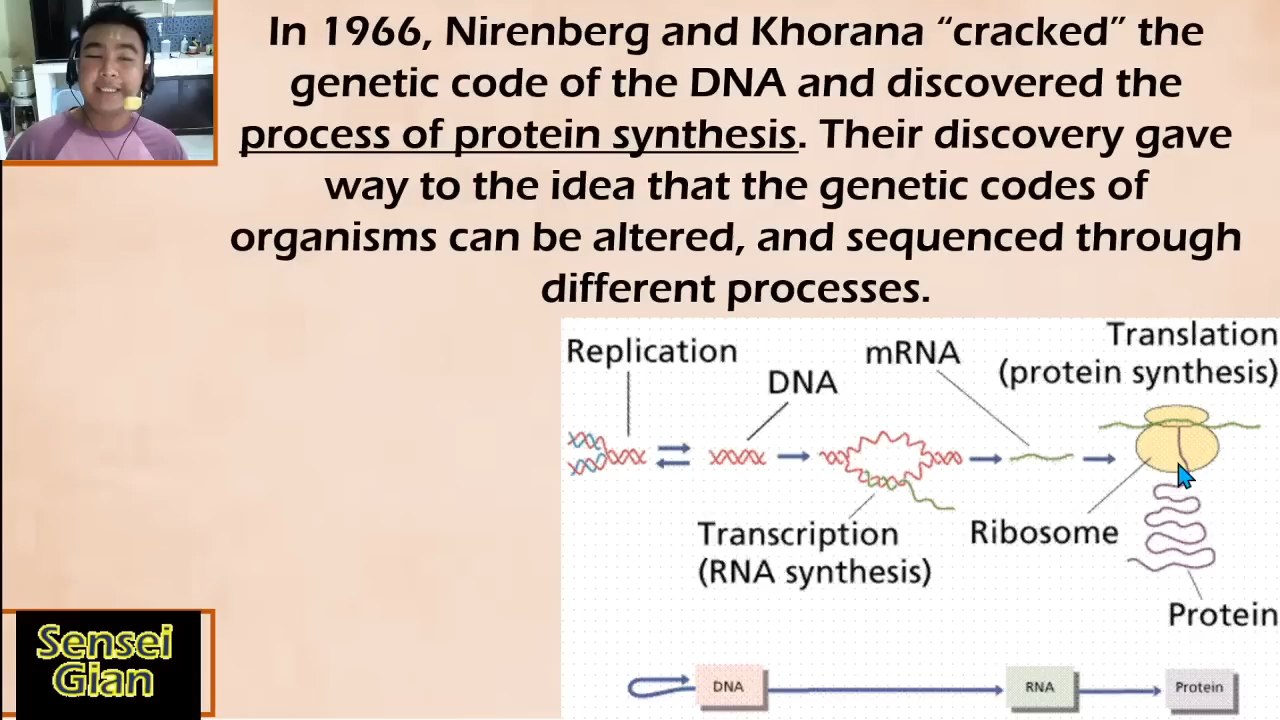 In 1966, Nirenberg and Khorana “cracked” the
genetic code of the DNA and discovered the
process of protein synthesis. Their discovery gave
way to the idea that the genetic codes of
organisms can be altered, and sequenced through
different processes.
Replication
DNA
mRNA
Translation
(protein synthesis)
Transcription
(RNA synthesis)
Ribosome
Protein
DNA
RNA
Protein
Sensei
Gian